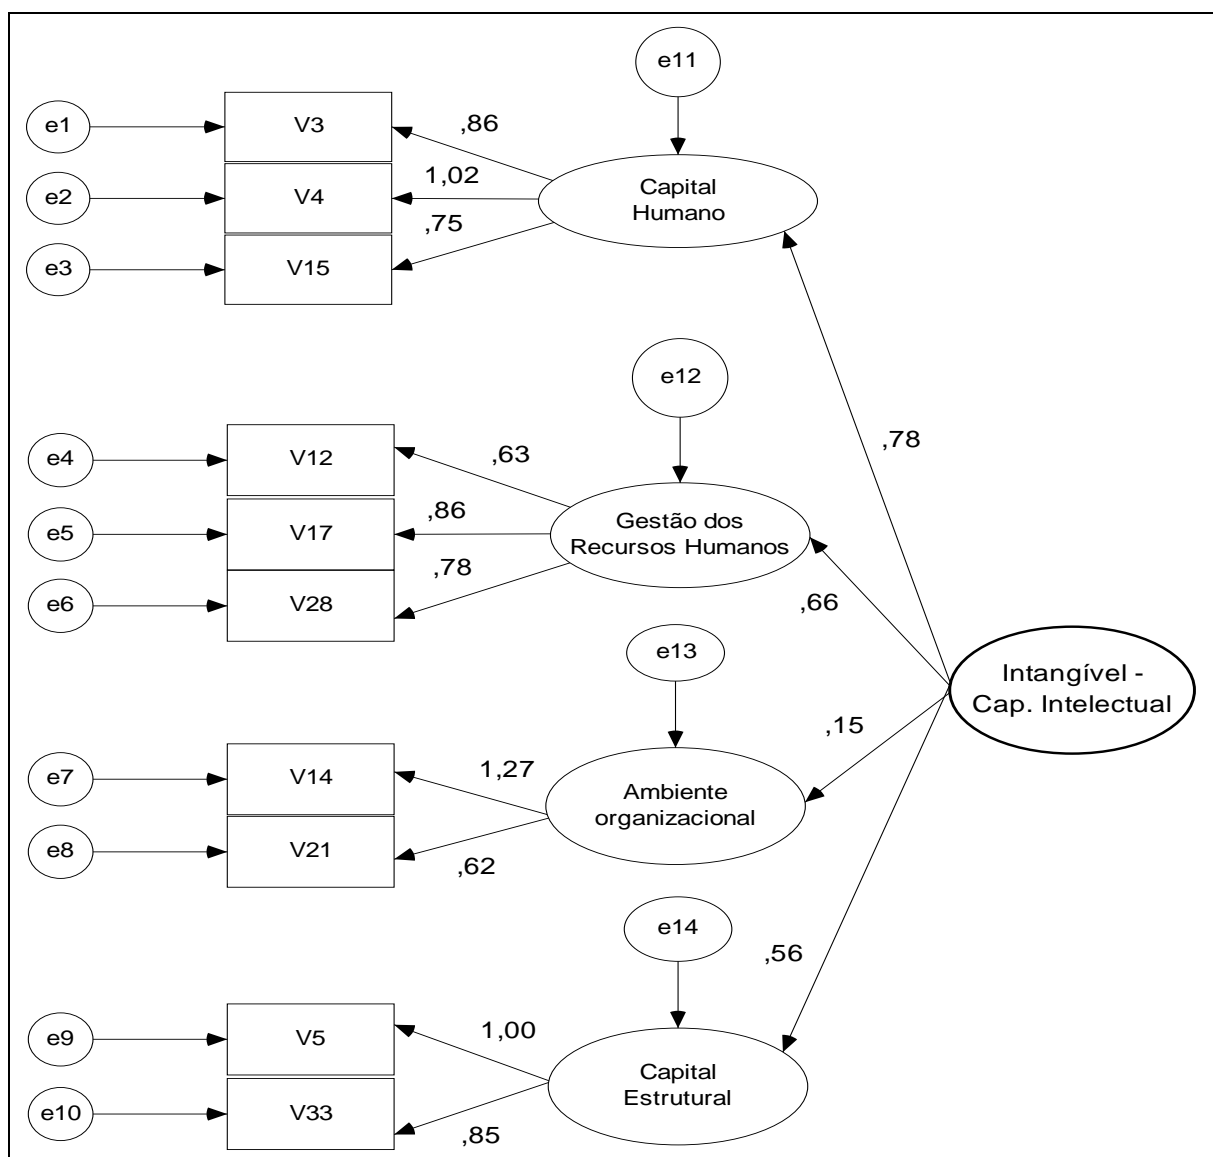 e11
e1
V3
,86
e2
V4
1,02
Capital
Humano
e3
V15
,75
e12
,78
e4
V12
,63
e5
V17
,86
Gestão dos
Recursos Humanos
e6
V28
,78
,66
e13
Intangível -
Cap. Intelectual
,15
e7
V14
1,27
Ambiente
organizacional
e8
V21
,62
e14
,56
e9
V5
1,00
Capital
Estrutural
e10
V33
,85